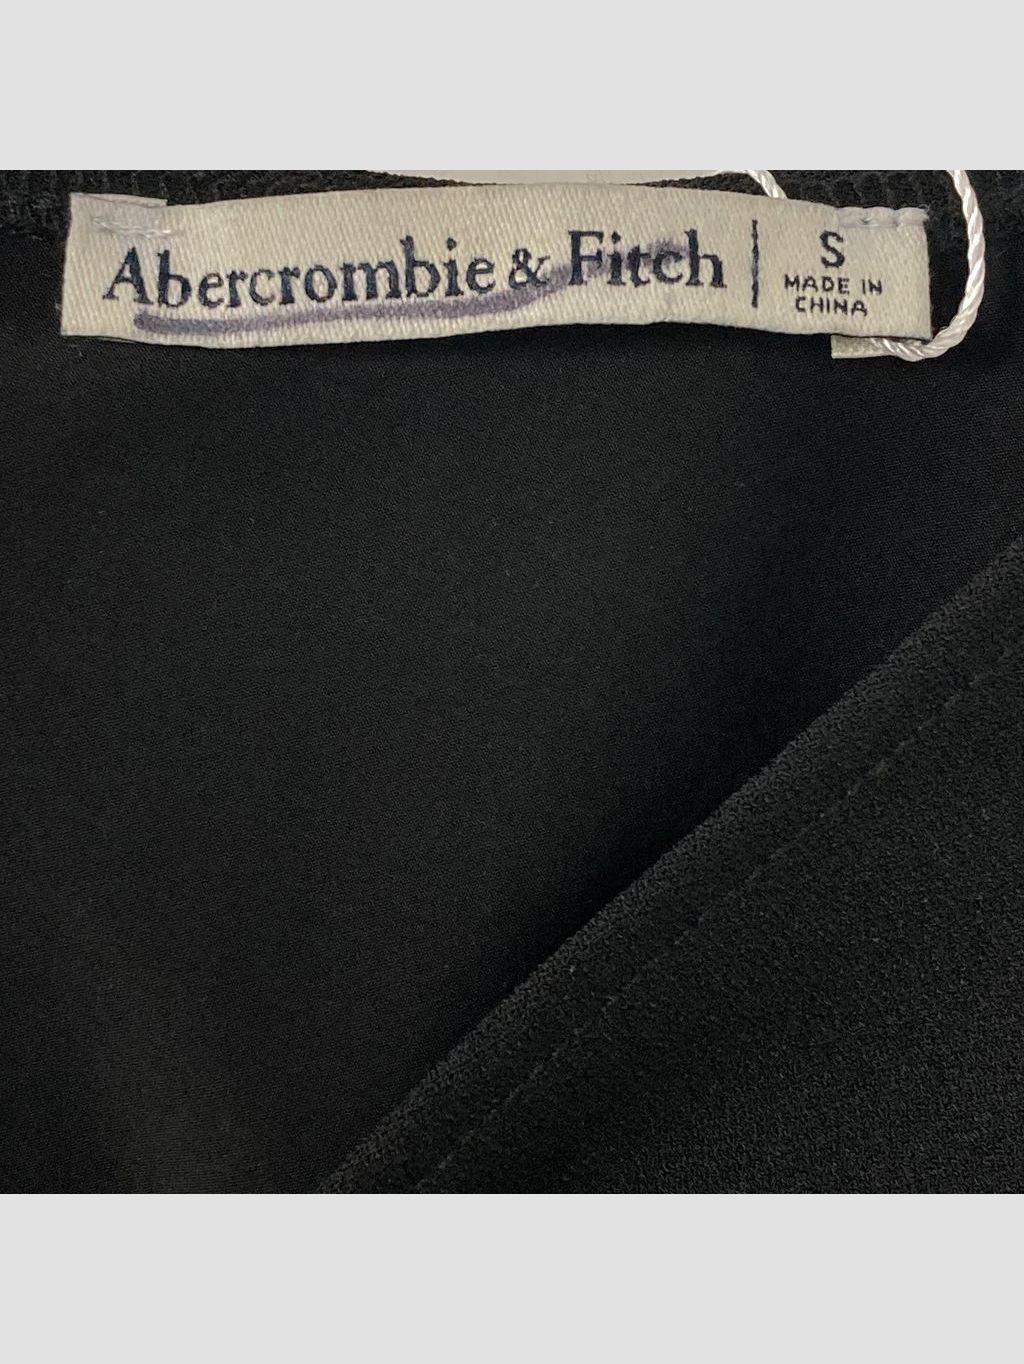 Abercrombie & Fitch
S
MADE IN
CHINA